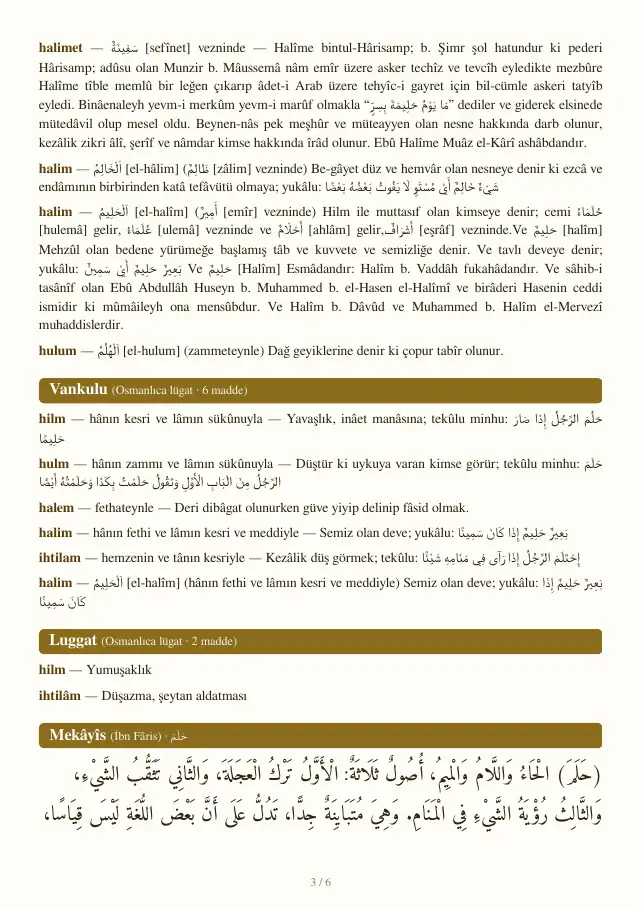 halimet — سَفِينَةٌ [sefînet] vezninde — Halîme bintul-Hârisamp; b. Şimr şol hatundur ki pederi
Hârisamp; adûsu olan Munzir b. Mâussemâ nâm emîr üzere asker techîz ve tevcîh eyledikte mezbûre
Halîme tîble memlû bir leğen çıkarıp âdet-i Arab üzere tehyîc-i gayret için bil-cümle askeri tatyîb
eyledi. Binâenaleyh yevm-i merkûm yevm-i marûf olmakla “مَا يَوْمُ حَلِيمَةَ بِسِرٍّ” dediler ve giderek elsinede
mütedâvil olup mesel oldu. Beynen-nâs pek meşhûr ve müteayyen olan nesne hakkında darb olunur,
kezâlik zikri âlî, şerîf ve nâmdar kimse hakkında îrâd olunur. Ebû Halîme Muâz el-Kârî ashâbdandır.
halim — اَلْحَالِمُ [el-hâlim] (ظَالِمٌ [zâlim] vezninde) Be-gâyet düz ve hemvâr olan nesneye denir ki ezcâ ve
endâmının birbirinden katâ tefâvütü olmaya; yukâlu: شَيْءٌ حَالِمٌ أَيْ مُسْتَوٍ لَا يَفُوتُ بَعْضُهُ بَعْضًا
halim — اَلْحَلِيمُ [el-halîm] (أَمِيرٌ [emîr] vezninde) Hilm ile muttasıf olan kimseye denir; cemi حُلَمَاءُ
[hulemâ] gelir, عُلَمَاءُ [ulemâ] vezninde ve أَحْلَامٌ [ahlâm] gelir,أَشْرَافٌ [eşrâf] vezninde.Ve حَلِيمٌ [halîm]
Mehzûl olan bedene yürümeğe başlamış tâb ve kuvvete ve semizliğe denir. Ve tavlı deveye denir;
yukâlu: بَعِيرٌ حَلِيمٌ أَيْ سَمِينٌ Ve حَلِيمٌ [Halîm] Esmâdandır: Halîm b. Vaddâh fukahâdandır. Ve sâhib-i
tasânîf olan Ebû Abdullâh Huseyn b. Muhammed b. el-Hasen el-Halîmî ve birâderi Hasenin ceddi
ismidir ki mûmâileyh ona mensûbdur. Ve Halîm b. Dâvûd ve Muhammed b. Halîm el-Mervezî
muhaddislerdir.
hulum — اَلْهُلُمُ [el-hulum] (zammeteynle) Dağ geyiklerine denir ki çopur tabîr olunur.
Vankulu (Osmanlıca lügat · 6 madde)
hilm — hânın kesri ve lâmın sükûnuyla — Yavaşlık, inâet manâsına; tekûlu minhu: حَلُمَ الرَّجُلُ إِذَا صَارَ
حَلِيمًا
hulm — hânın zammı ve lâmın sükûnuyla — Düştür ki uykuya varan kimse görür; tekûlu minhu: حَلَمَ
الرَّجُلُ مِنَ الْبَابِ الْأَوَّلِ وَتَقُولُ حَلَمْتُ بِكَذَا وَحَلَمْتُهُ أَيْضًا
halem — fethateynle — Deri dibâgat olunurken güve yiyip delinip fâsid olmak.
halim — hânın fethi ve lâmın kesri ve meddiyle — Semiz olan deve; yukâlu: بَعِيرٌ حَلِيمٌ إِذَا كَانَ سَمِينًا
ihtilam — hemzenin ve tânın kesriyle — Kezâlik düş görmek; tekûlu: إِحْتَلَمَ الرَّجُلُ إِذَا رَأَى فِي مَنَامِهِ شَيْئًا
halim — اَلْحَلِيمُ [el-halîm] (hânın fethi ve lâmın kesri ve meddiyle) Semiz olan deve; yukâlu: بَعِيرٌ حَلِيمٌ إِذَا
كَانَ سَمِينًا
Luggat (Osmanlıca lügat · 2 madde)
hilm — Yumuşaklık
ihtilâm — Düşazma, şeytan aldatması
Mekâyîs (İbn Fâris) · حَلَمَ
(حَلَمَ) الْحَاءُ وَاللَّامُ وَالْمِيمُ، أُصُولٌ ثَلَاثَةٌ: الْأَوَّلُ تَرْكُ الْعَجَلَةِ، وَالثَّانِي تَثَقُّبُ الشَّيْءِ،
وَالثَّالِثُ رُؤْيَةُ الشَّيْءِ فِي الْمَنَامِ. وَهِيَ مُتَبَايِنَةٌ جِدًّا، تَدُلُّ عَلَى أَنَّ بَعْضَ اللُّغَةِ لَيْسَ قِيَاسًا،
3 / 6